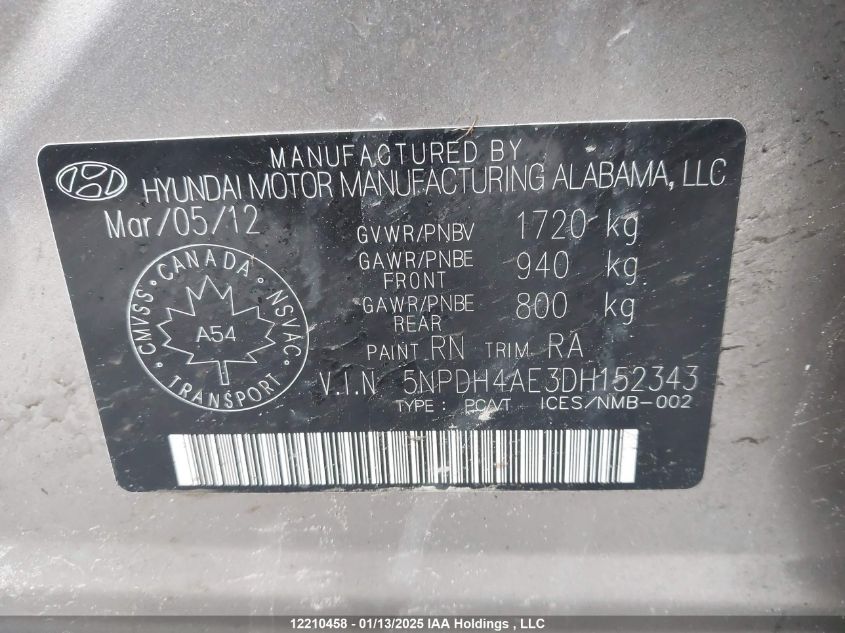 MANUFACTURED BY
HYUNDAI MOTOR MANUFACTURING ALABAMA, LLC
Mar/05/12
GVWR/PNBV 1720 kg
GAWR/PNBE FRONT 940 kg
GAWR/PNBE REAR 800 kg
CANADA
CMVSS NSVAC
A54
TRANSPORT
PAINT RN TRIM RA
V.I.N 5NPDH4AE3DH152343
TYPE : PCA/T ICES/NMB-002
12210458 - 01/13/2025 IAA Holdings , LLC